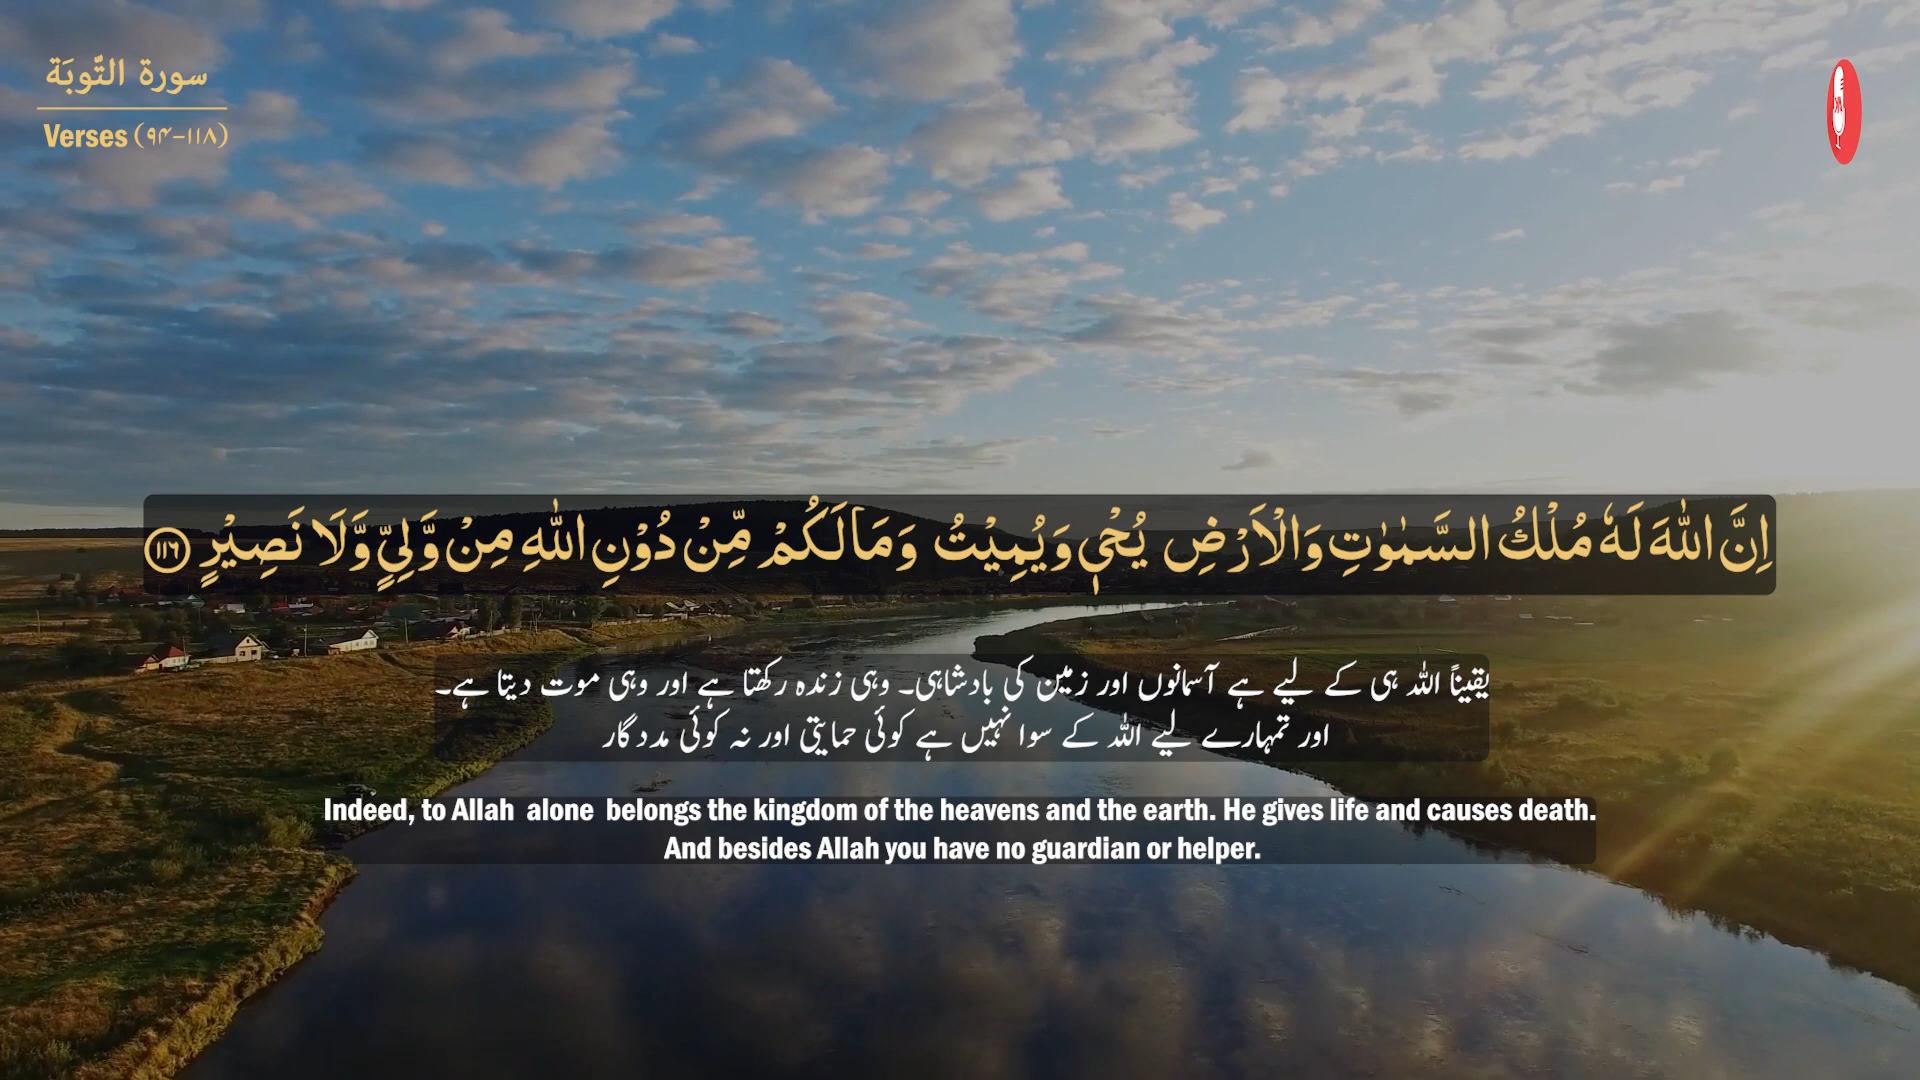 سورة التَّوبَة
Verses (۹۴-۱۱۸)
اِنَّ اللّٰهَ لَهٗ مُلْكُ السَّمٰوٰتِ وَالْاَرْضِ يُحْيٖ وَيُمِيْتُ وَمَا لَكُمْ مِّنْ دُوْنِ اللّٰهِ مِنْ وَّلِيٍّ وَّلَا نَصِيْرٍ ۝۱۱۶
یقیناً اللہ ہی کے لیے ہے آسمانوں اور زمین کی بادشاہی۔ وہی زندہ رکھتا ہے اور وہی موت دیتا ہے۔
اور تمہارے لیے اللہ کے سوا نہیں ہے کوئی حمایتی اور نہ کوئی مددگار
Indeed, to Allah alone belongs the kingdom of the heavens and the earth. He gives life and causes death.
And besides Allah you have no guardian or helper.